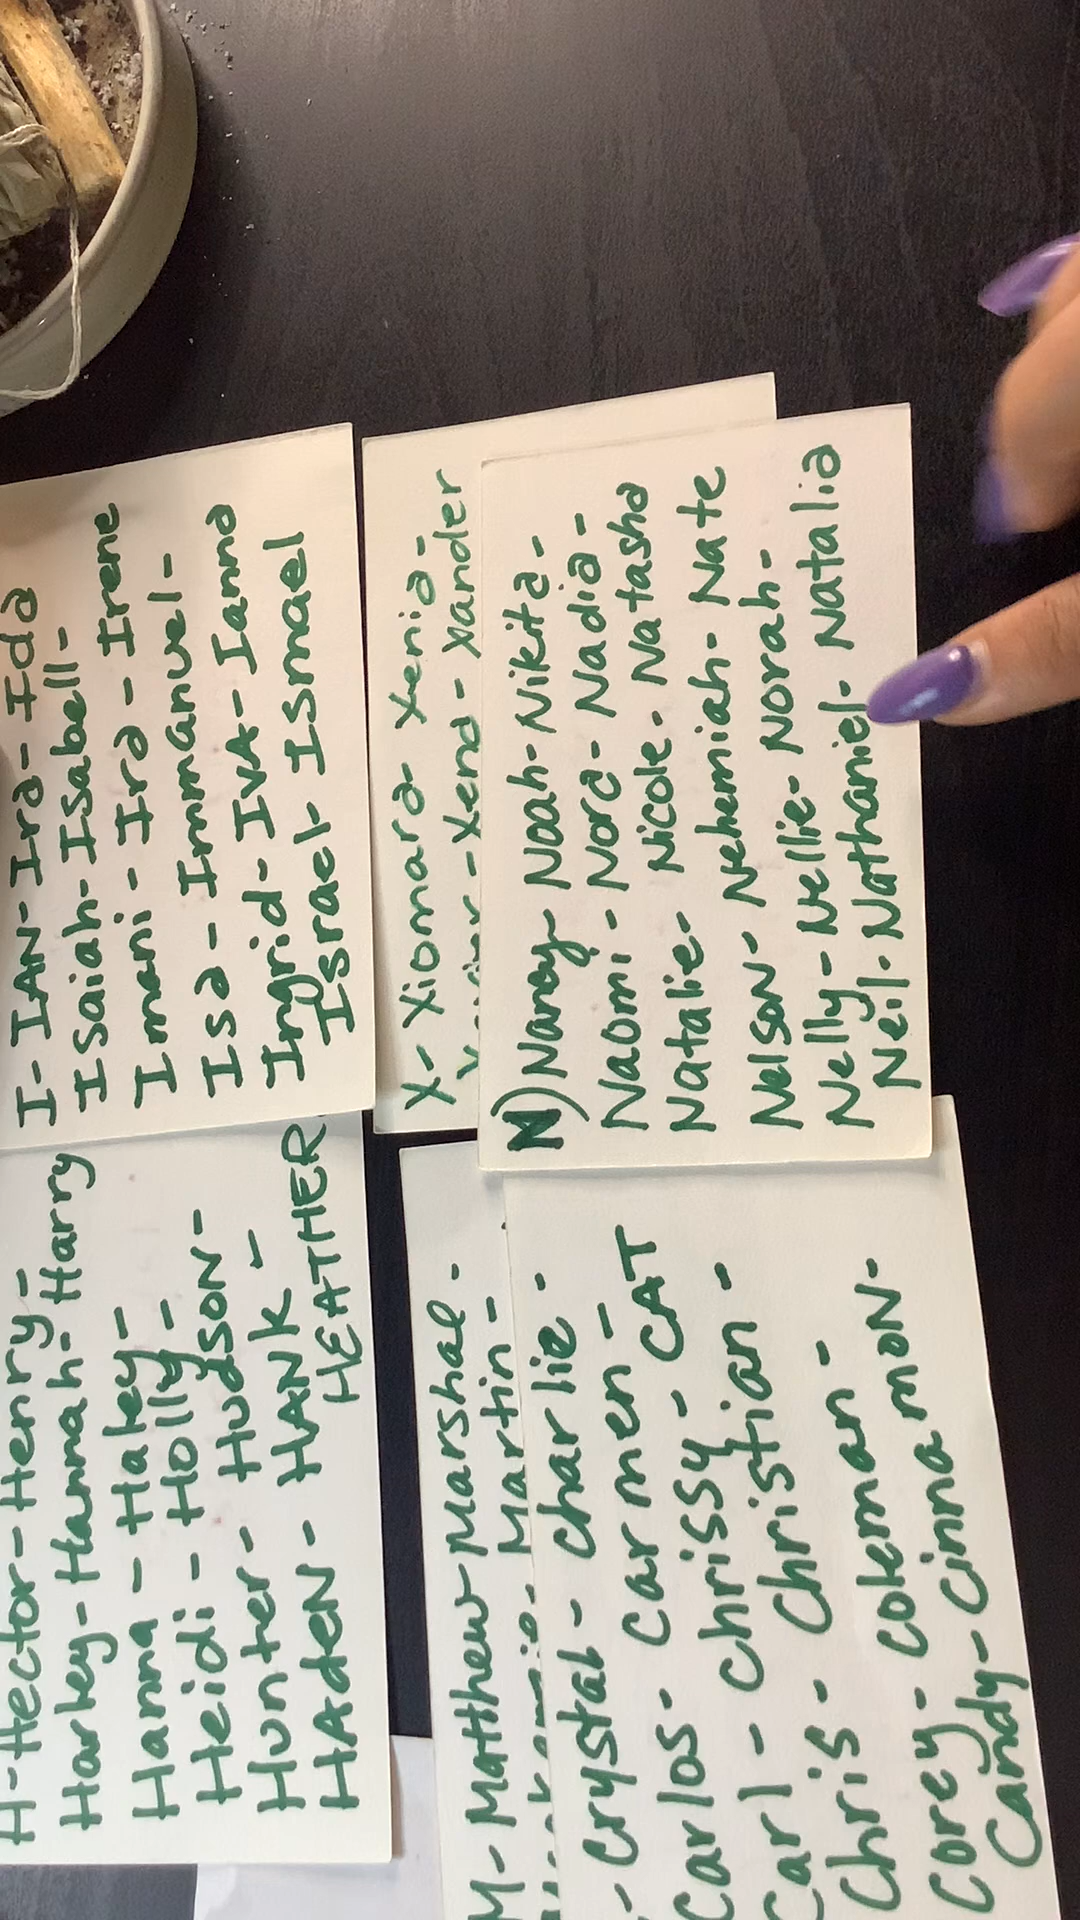 I- IAN- Ira- Ida
Isaiah- Isabell-
Imani - Ira - Irene
Isa - Immanuel -
Ingrid - IVA - Ianna
Israel- Ismael
X- Xiomara- Xenia-
- Xena - Xander
N) Nancy- Noah- Nikita-
Naomi - Nora- Nadia-
Natalie- Nicole- Natasha
Nelson- Nehemiah- Nate
Nelly- Nellie- Norah-
Neil- Nathaniel- Natalia
H-Hector-Henry-
Harley-Hannah-Harry
Hanna - Haley-
Heidi - Holly-
Hunter - HudsoN-
HAdeN - HANK -
HEATHER
M- Matthew Marshal -
Martin -
- Crystal- Charlie -
Carlos- Carmen -
Carl - Chrissy - CAT
Chris - Christian -
Corey- Coleman - Christian -
Candy- Cinnamon-